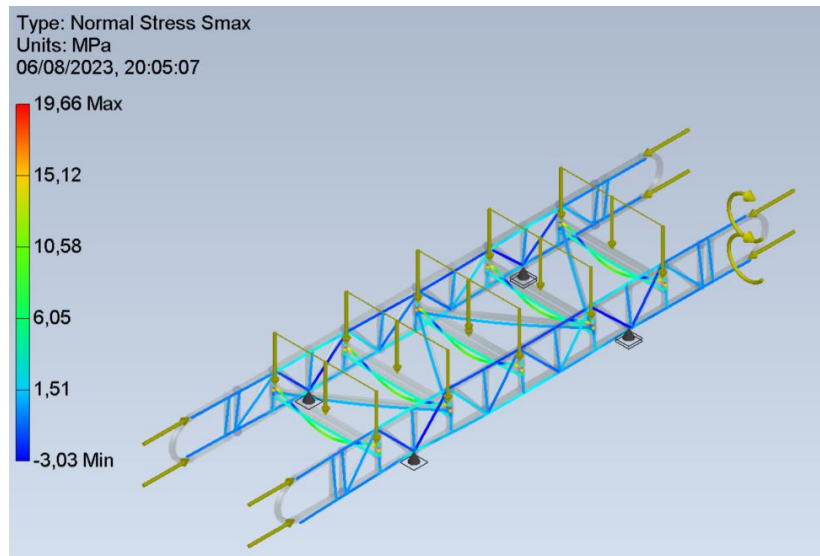 Type: Normal Stress Smax
Units: MPa
06/08/2023, 20:05:07
19,66 Max
15,12
10,58
6,05
1,51
-3,03 Min